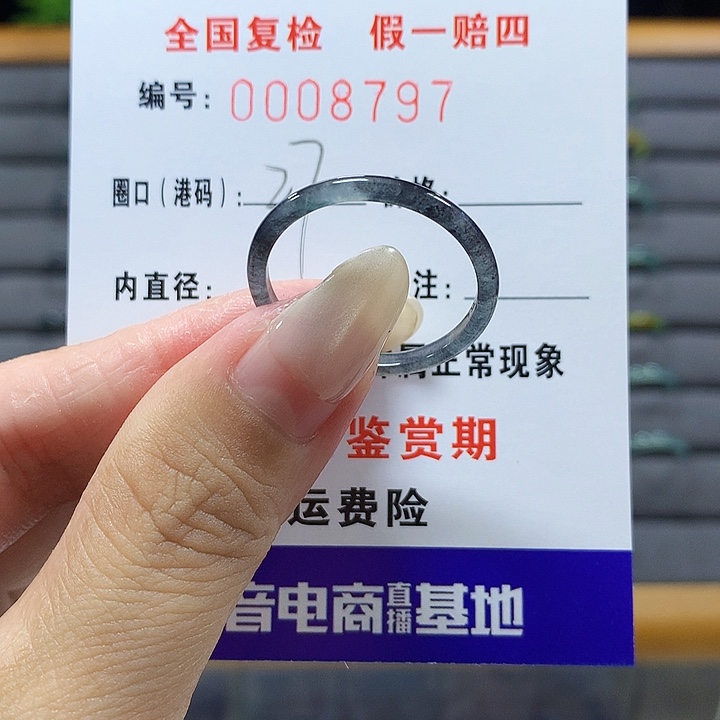 全国复检 假一赔四
编号: 0008797
圈口(港码): 27
内直径: 注:
属正常现象
鉴赏期
运费险
音电商直播基地